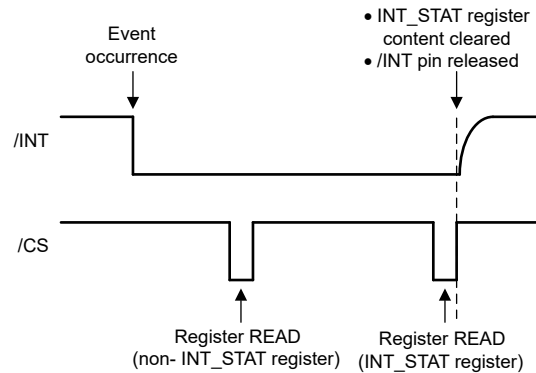 Event
occurrence
• INT_STAT register
content cleared
• /INT pin released
/INT
/CS
Register READ
(non- INT_STAT register)
Register READ
(INT_STAT register)